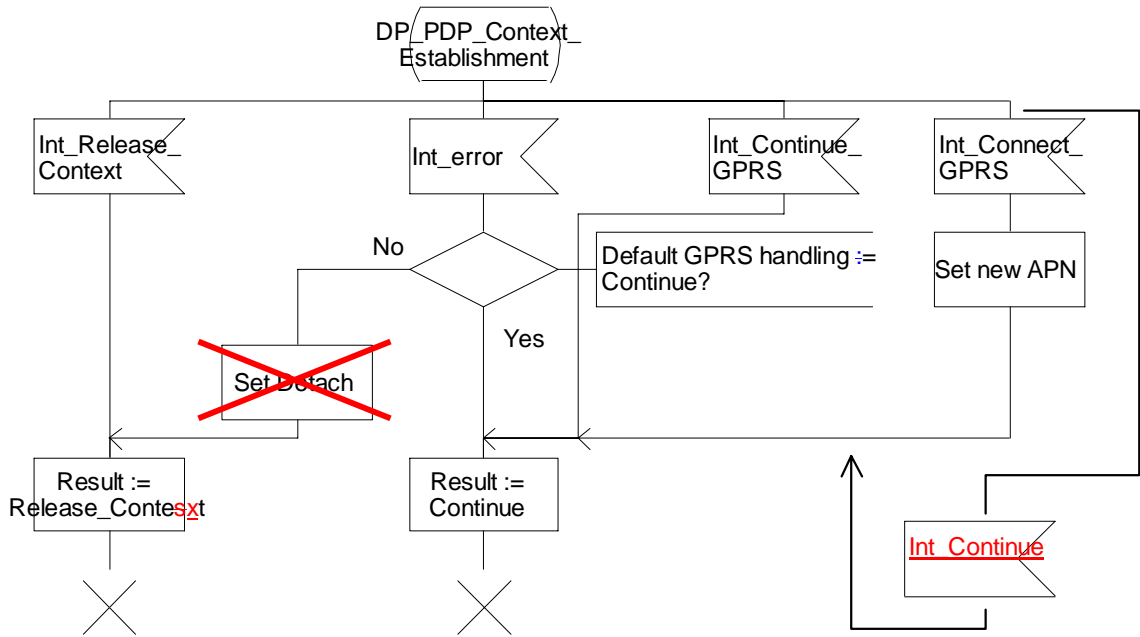 DP_PDP_Context_
Establishment
Int_Release_
Context
Int_error
Int_Continue_
GPRS
Int_Connect_
GPRS
No
Default GPRS handling :=
Continue?
Set new APN
Yes
Set Detach
Result :=
Release_Contesxt
Result :=
Continue
Int_Continue